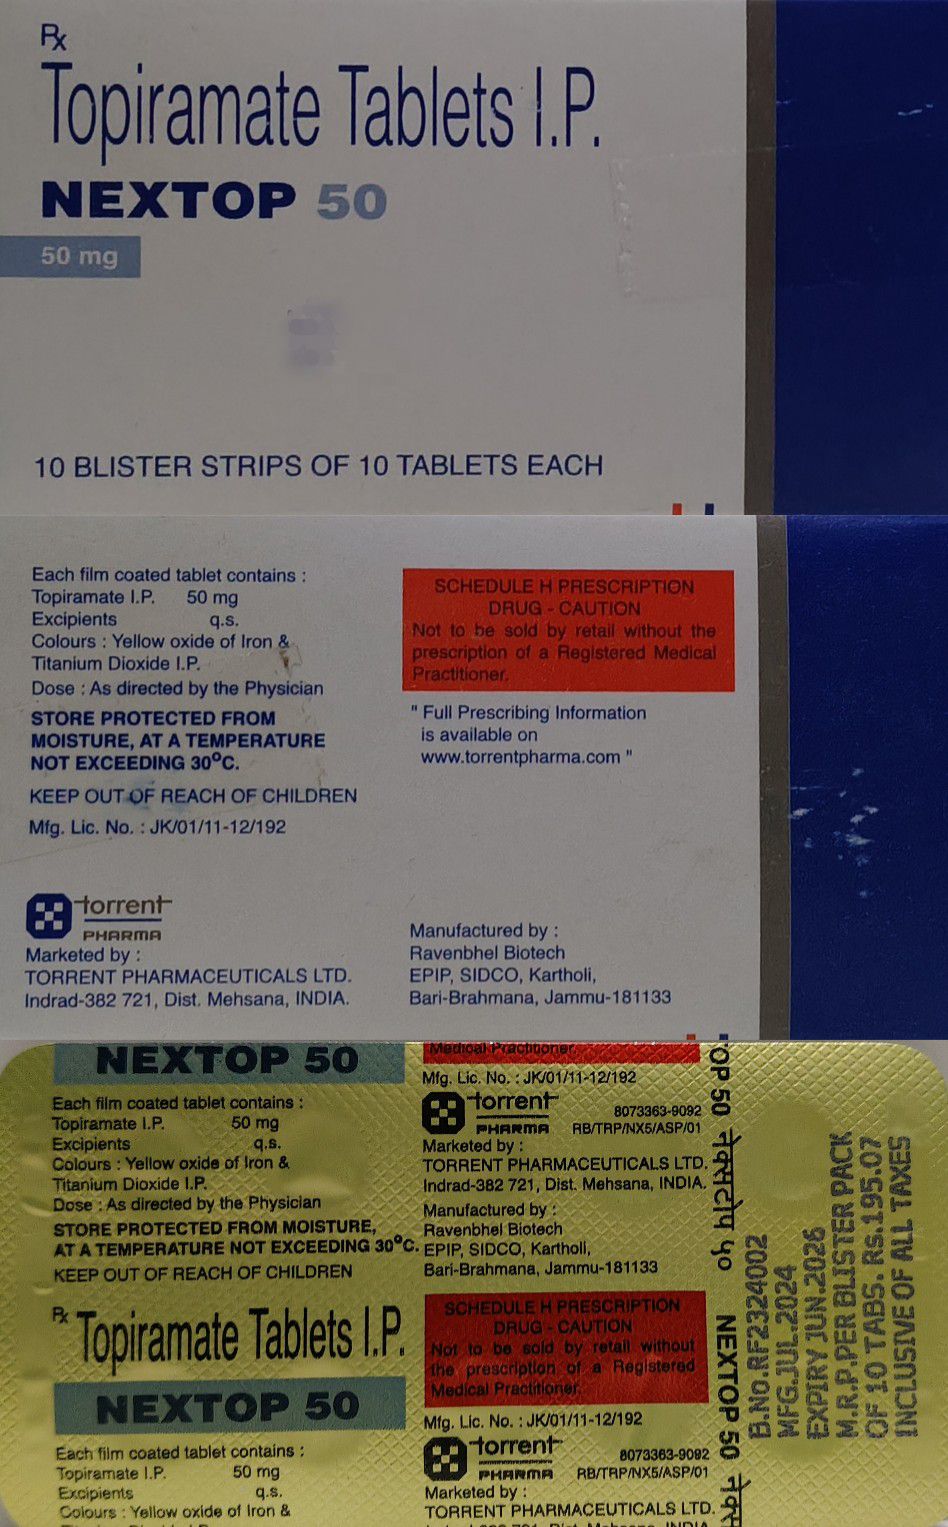 Rx
Topiramate Tablets I.P.
NEXTOP 50
50 mg
10 BLISTER STRIPS OF 10 TABLETS EACH
Each film coated tablet contains :
Topiramate I.P. 50 mg
Excipients q.s.
Colours : Yellow oxide of Iron &
Titanium Dioxide I.P.
Dose : As directed by the Physician
STORE PROTECTED FROM
MOISTURE, AT A TEMPERATURE
NOT EXCEEDING 30°C.
KEEP OUT OF REACH OF CHILDREN
Mfg. Lic. No. : JK/01/11-12/192
torrent
PHARMA
Marketed by :
TORRENT PHARMACEUTICALS LTD.
Indrad-382 721, Dist. Mehsana, INDIA.
SCHEDULE H PRESCRIPTION
DRUG - CAUTION
Not to be sold by retail without the
prescription of a Registered Medical
Practitioner.
" Full Prescribing Information
is available on
www.torrentpharma.com "
Manufactured by :
Ravenbhel Biotech
EPIP, SIDCO, Kartholi,
Bari-Brahmana, Jammu-181133
NEXTOP 50
Each film coated tablet contains :
Topiramate I.P. 50 mg
Excipients q.s.
Colours : Yellow oxide of Iron &
Titanium Dioxide I.P.
Dose : As directed by the Physician
STORE PROTECTED FROM MOISTURE,
AT A TEMPERATURE NOT EXCEEDING 30°C.
KEEP OUT OF REACH OF CHILDREN
Medical Practitioner.
Mfg. Lic. No. : JK/01/11-12/192
torrent
PHARMA
8073363-9092
RB/TRP/NX5/ASP/01
Marketed by :
TORRENT PHARMACEUTICALS LTD.
Indrad-382 721, Dist. Mehsana, INDIA.
Manufactured by :
Ravenbhel Biotech
EPIP, SIDCO, Kartholi,
Bari-Brahmana, Jammu-181133
Rx
Topiramate Tablets I.P.
NEXTOP 50
Each film coated tablet contains :
Topiramate I.P. 50 mg
Excipients q.s.
Colours : Yellow oxide of Iron &
SCHEDULE H PRESCRIPTION
DRUG - CAUTION
Not to be sold by retail without
the prescription of a Registered
Medical Practitioner.
Mfg. Lic. No. : JK/01/11-12/192
torrent
PHARMA
8073363-9092
RB/TRP/NX5/ASP/01
Marketed by :
TORRENT PHARMACEUTICALS LTD.
TOP 50 नेक्सटोप ५० NEXTOP 50
B.No.RF2324002
MFG.JUL.2024
EXPIRY JUN.2026
M.R.P.PER BLISTER PACK
OF 10 TABS. Rs.195.07
INCLUSIVE OF ALL TAXES